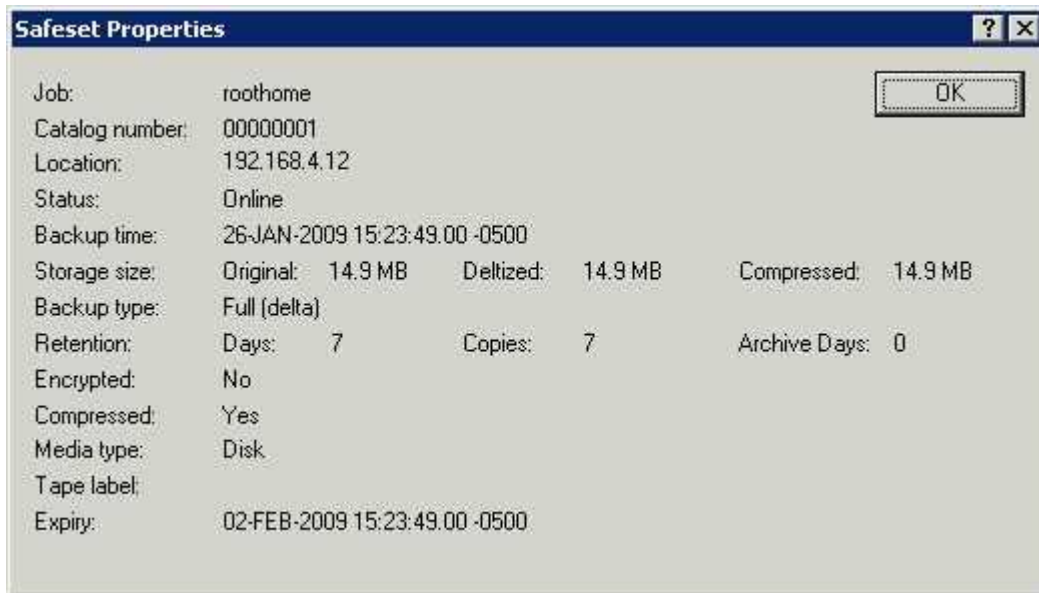 Safeset Properties
OK
Job: roothome
Catalog number: 00000001
Location: 192.168.4.12
Status: Online
Backup time: 26-JAN-2009 15:23:49.00 -0500
Storage size: Original: 14.9 MB Deltized: 14.9 MB Compressed: 14.9 MB
Backup type: Full (delta)
Retention: Days: 7 Copies: 7 Archive Days: 0
Encrypted: No
Compressed: Yes
Media type: Disk
Tape label:
Expiry: 02-FEB-2009 15:23:49.00 -0500